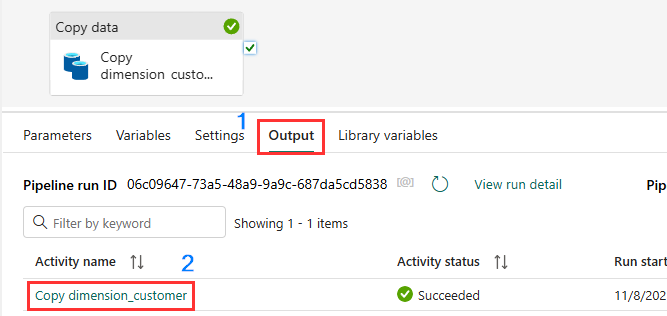 Copy data
Copy
dimension_custo...
1
Parameters Variables Settings Output Library variables
Pipeline run ID 06c09647-73a5-48a9-9a9c-687da5cd5838 [@] View run detail Pi
Filter by keyword Showing 1 - 1 items
Activity name 2 Activity status Run start
Copy dimension_customer Succeeded 11/8/202